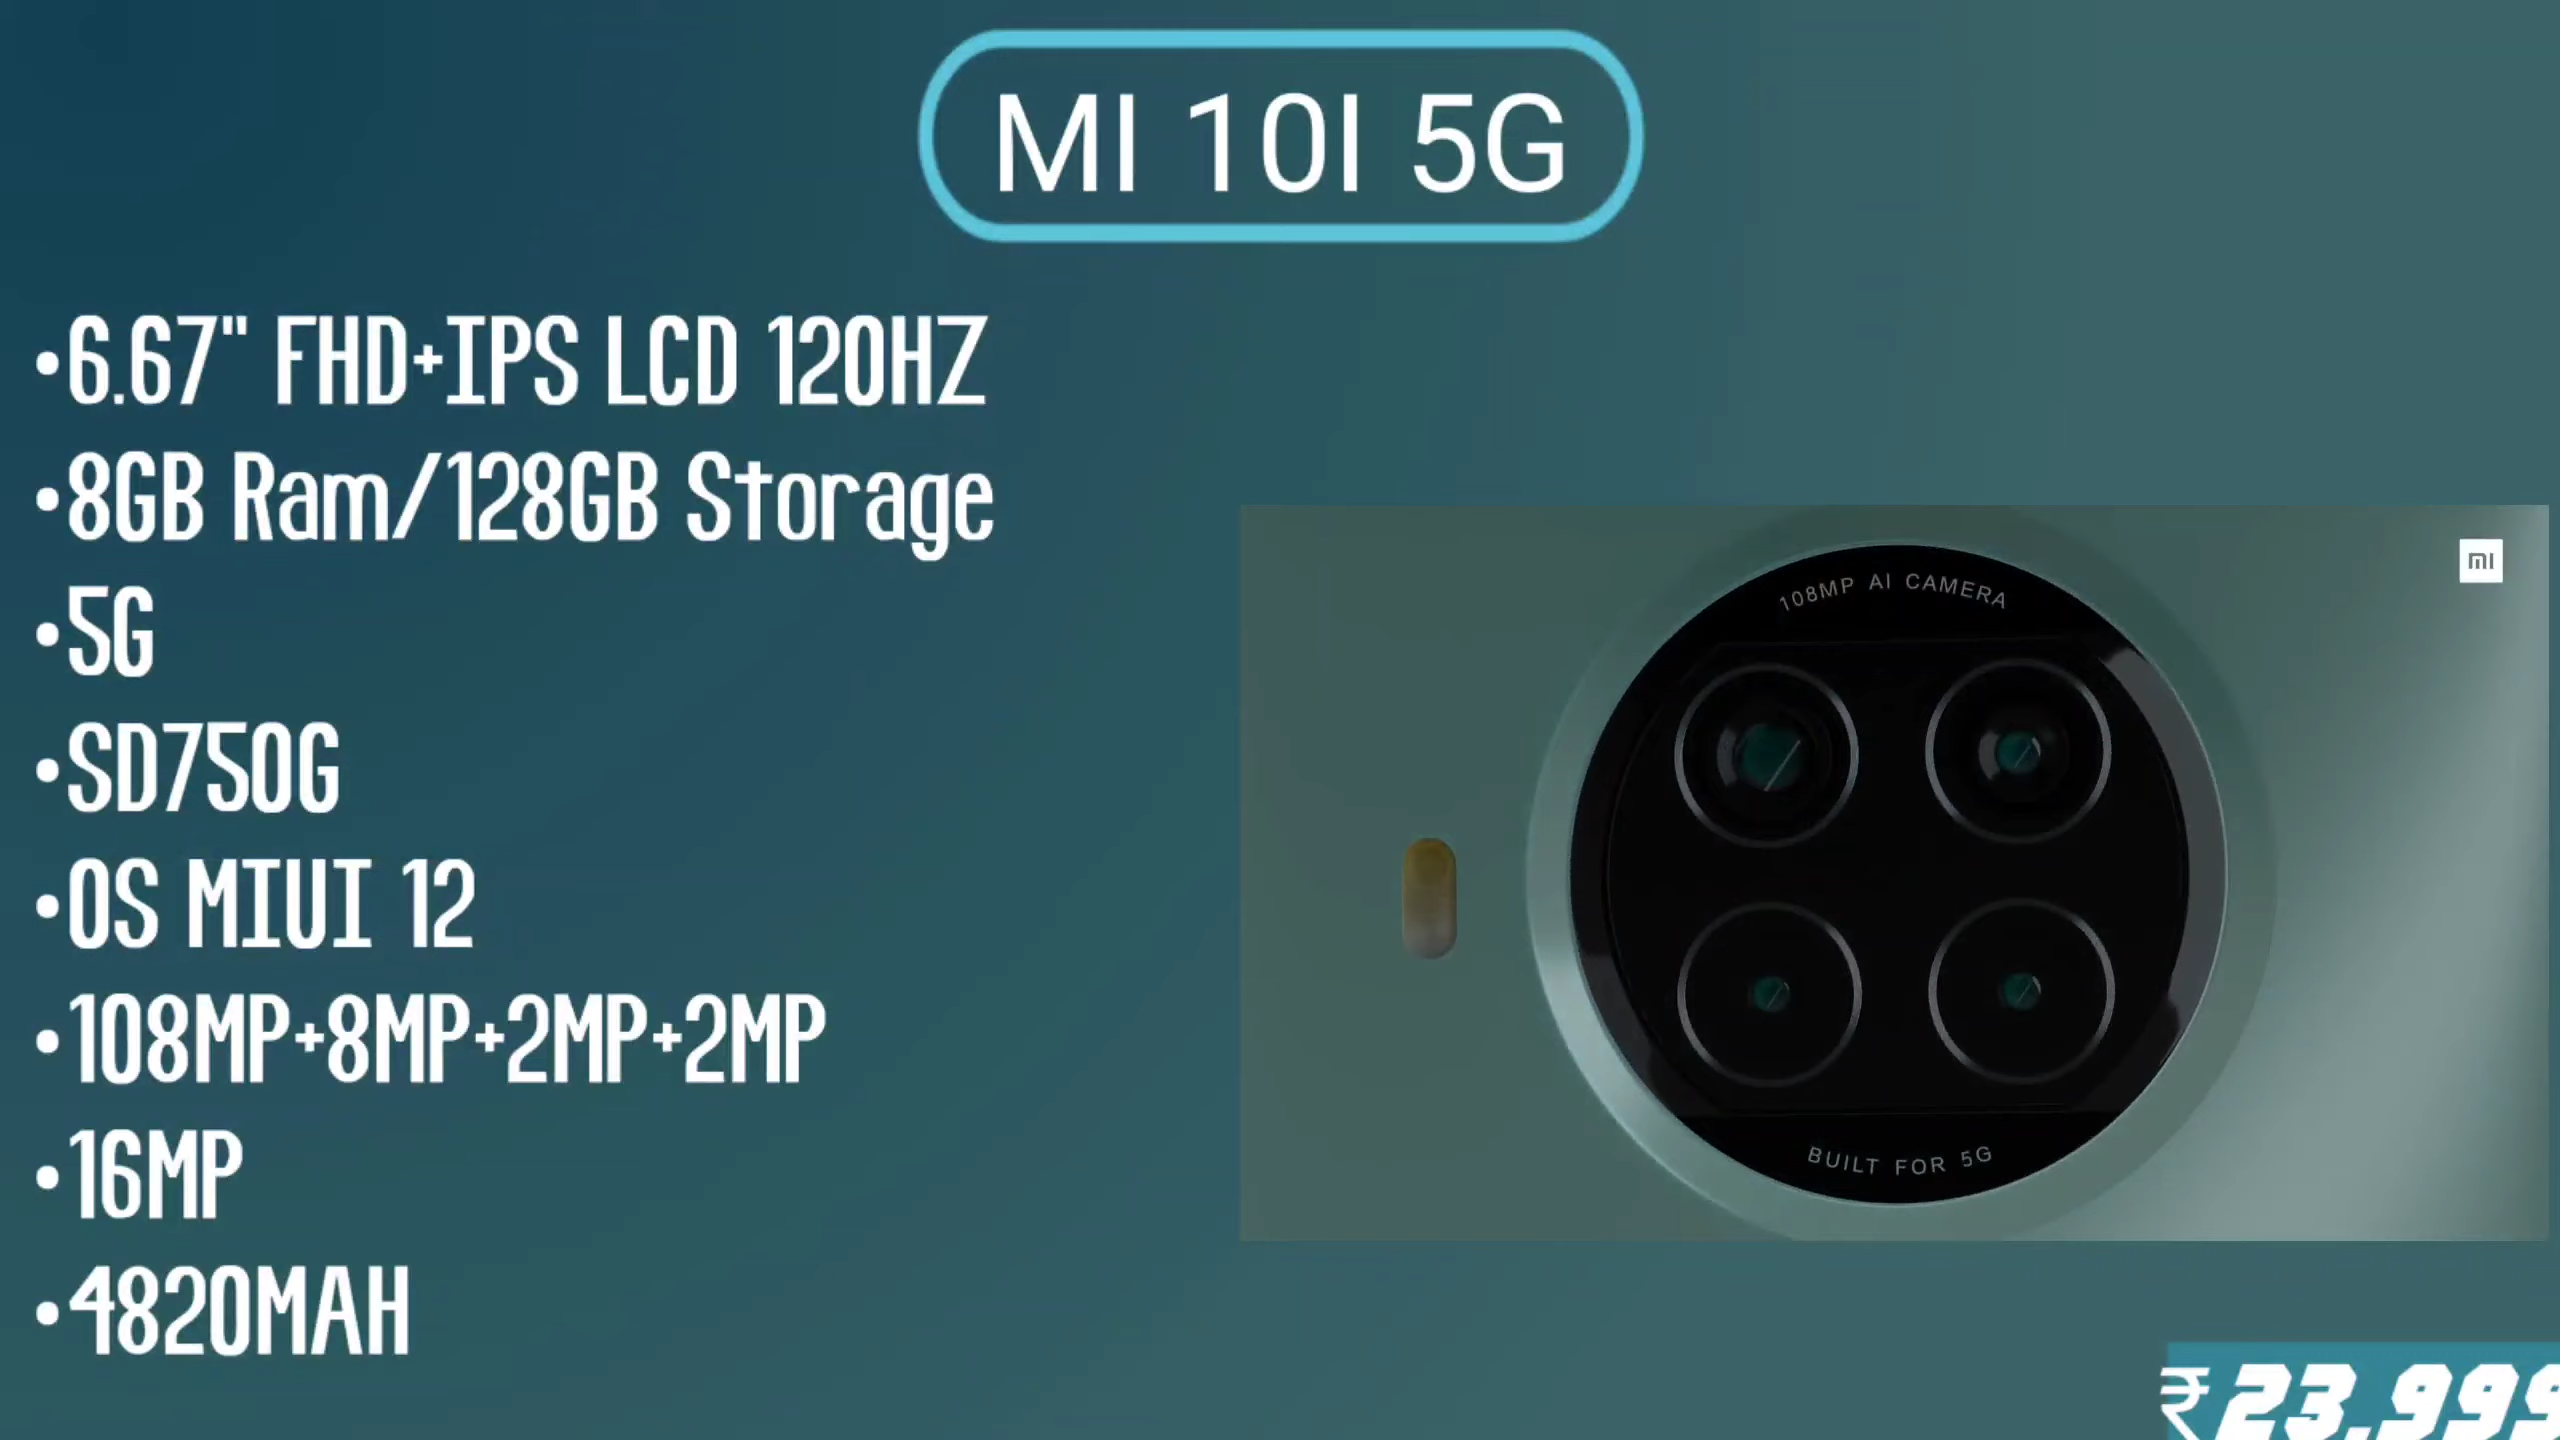 MI 10I 5G
•6.67" FHD+IPS LCD 120HZ
•8GB Ram/128GB Storage
•5G
•SD750G
•OS MIUI 12
•108MP+8MP+2MP+2MP
•16MP
•4820MAH
MI
108MP AI CAMERA
BUILT FOR 5G
₹23,999